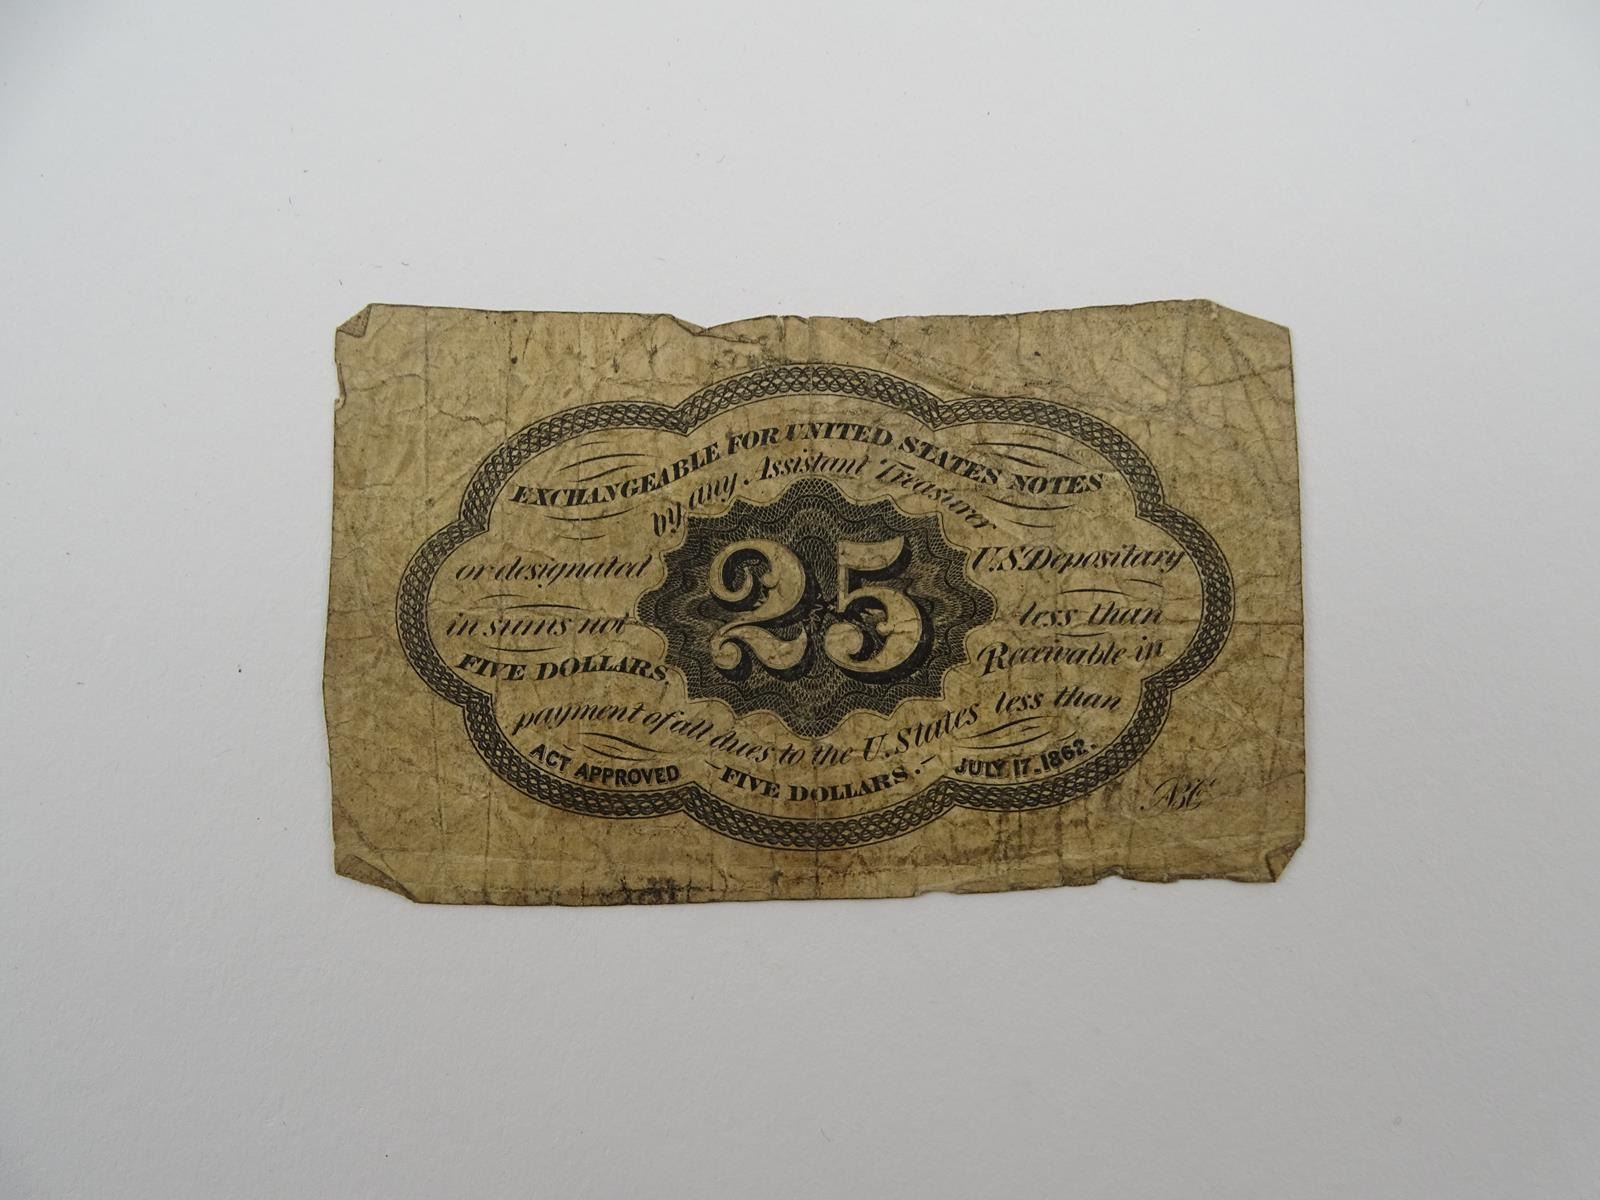 EXCHANGEABLE FOR UNITED STATES NOTES
by any Assistant Treasurer
or designated U.S. Depositary
in sums not less than
FIVE DOLLARS. Receivable in
payment of all dues to the U. States less than
FIVE DOLLARS.
ACT APPROVED JULY 17. 1862.
25
ABCo